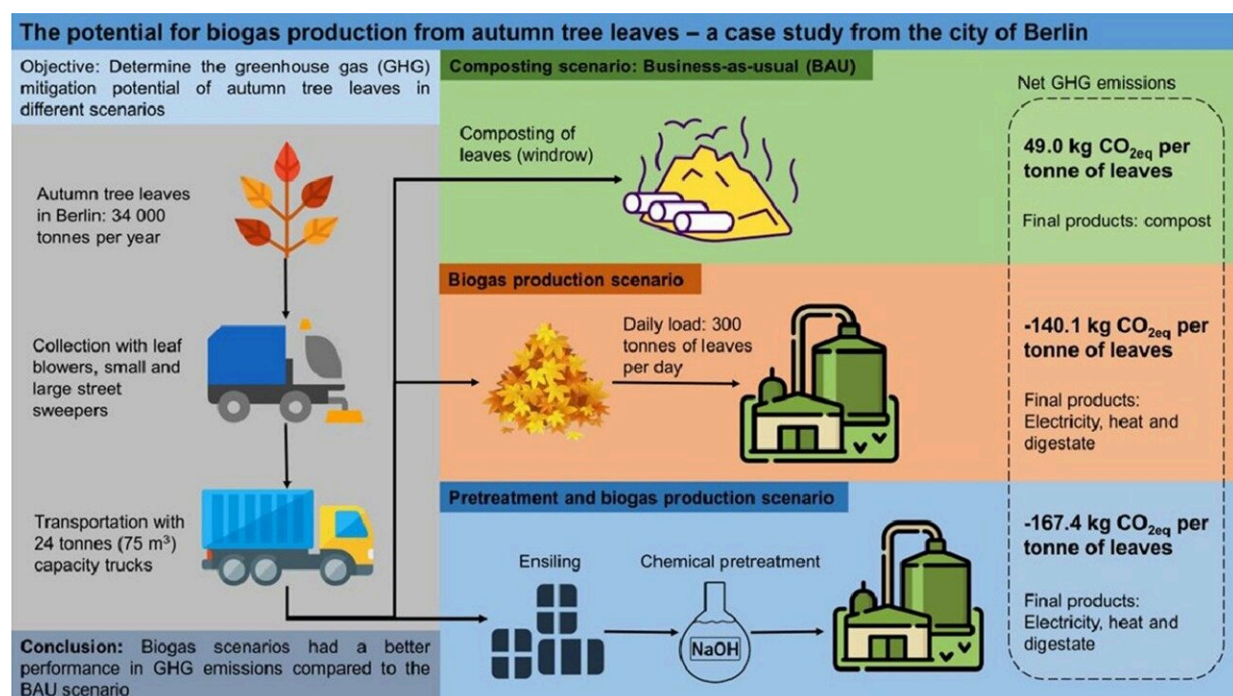 The potential for biogas production from autumn tree leaves – a case study from the city of Berlin
Objective: Determine the greenhouse gas (GHG)
mitigation potential of autumn tree leaves in
different scenarios
Autumn tree leaves
in Berlin: 34 000
tonnes per year
Collection with leaf
blowers, small and
large street
sweepers
Transportation with
24 tonnes (75 m³)
capacity trucks
Conclusion: Biogas scenarios had a better
performance in GHG emissions compared to the
BAU scenario
Composting scenario: Business-as-usual (BAU)
Composting of
leaves (windrow)
Net GHG emissions
49.0 kg CO₂eq per
tonne of leaves
Final products: compost
Biogas production scenario
Daily load: 300
tonnes of leaves
per day
-140.1 kg CO₂eq per
tonne of leaves
Final products:
Electricity, heat and
digestate
Pretreatment and biogas production scenario
Ensiling
Chemical pretreatment
NaOH
-167.4 kg CO₂eq per
tonne of leaves
Final products:
Electricity, heat and
digestate